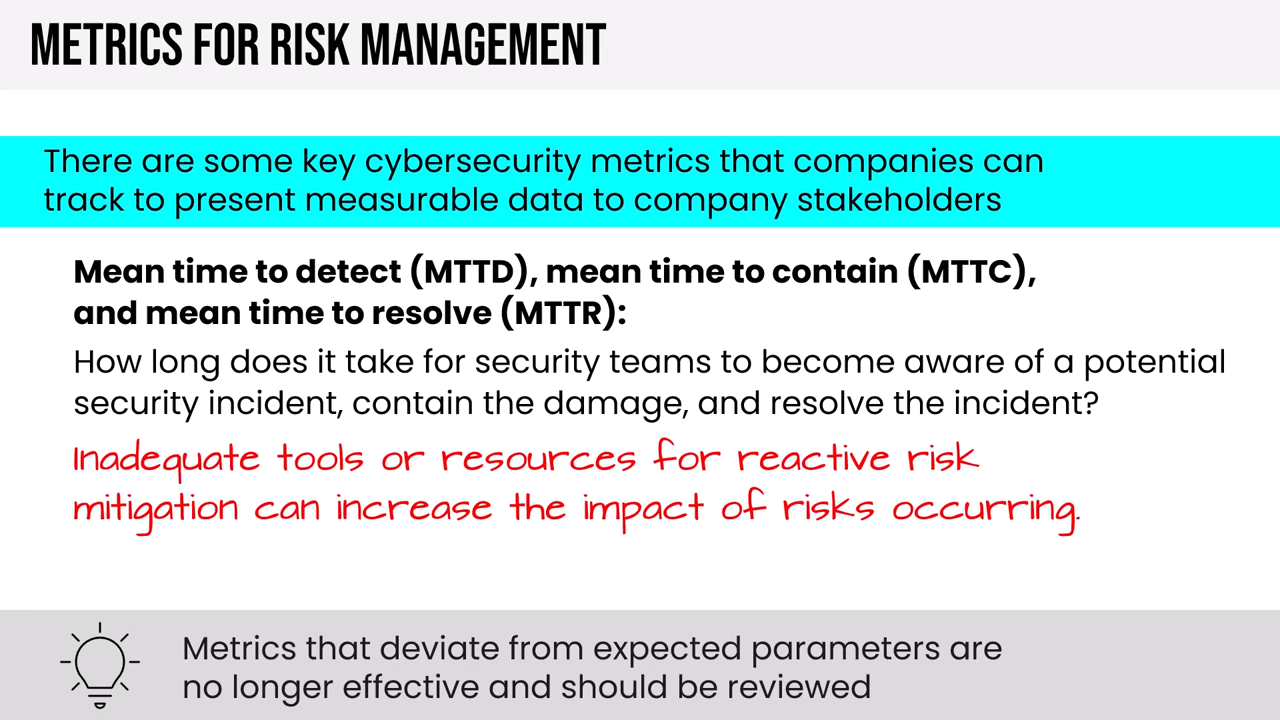 METRICS FOR RISK MANAGEMENT
There are some key cybersecurity metrics that companies can
track to present measurable data to company stakeholders
Mean time to detect (MTTD), mean time to contain (MTTC),
and mean time to resolve (MTTR):
How long does it take for security teams to become aware of a potential
security incident, contain the damage, and resolve the incident?
Inadequate tools or resources for reactive risk
mitigation can increase the impact of risks occurring.
Metrics that deviate from expected parameters are
no longer effective and should be reviewed